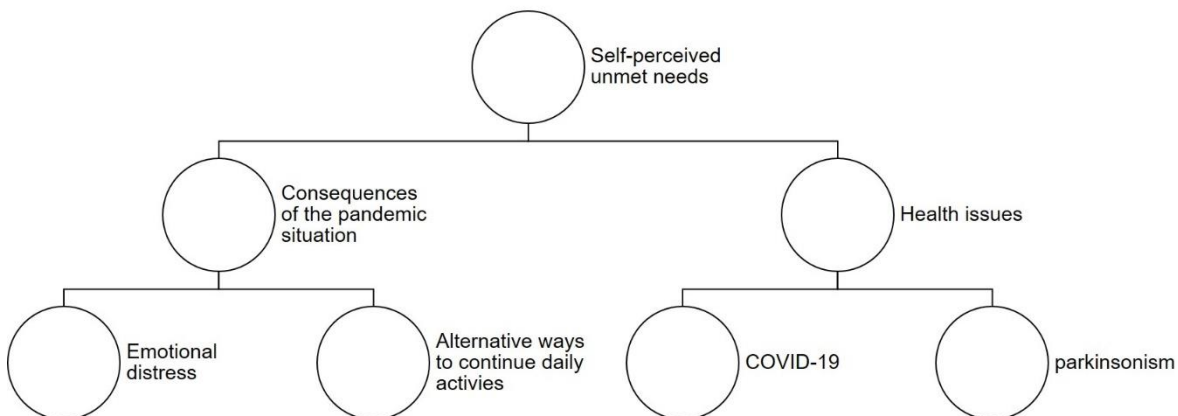 Self-perceived
unmet needs
Consequences
of the pandemic
situation
Health issues
Emotional
distress
Alternative ways
to continue daily
activies
COVID-19
parkinsonism